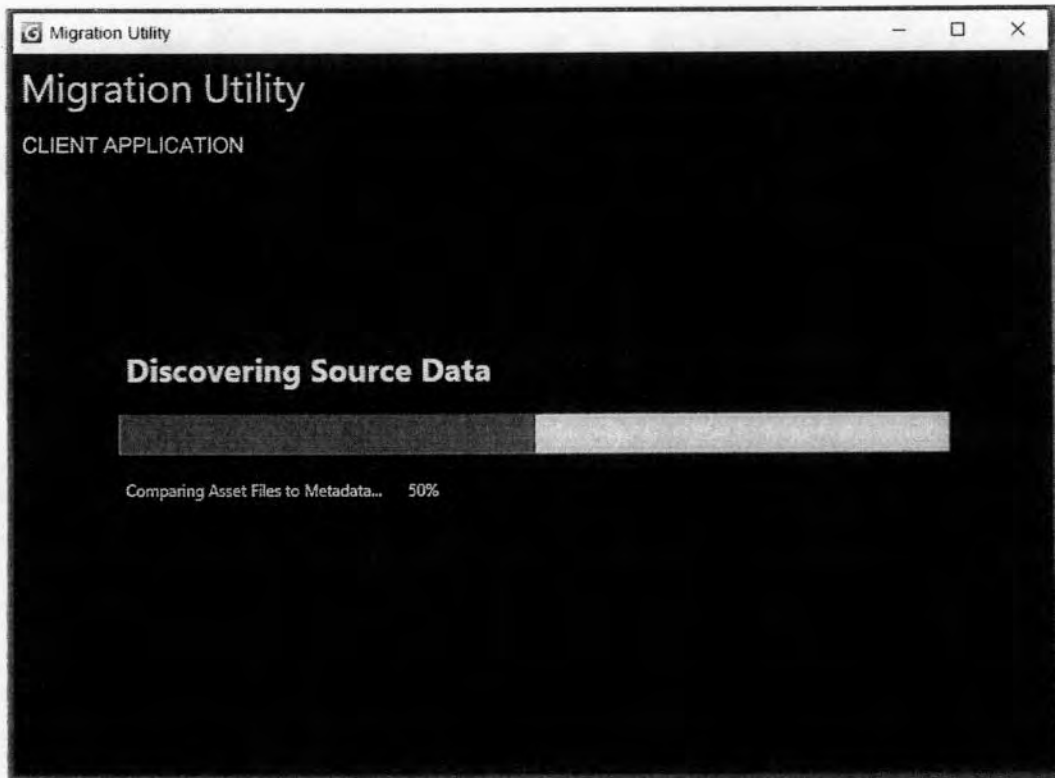 Migration Utility
Migration Utility
CLIENT APPLICATION
Discovering Source Data
Comparing Asset Files to Metadata... 50%